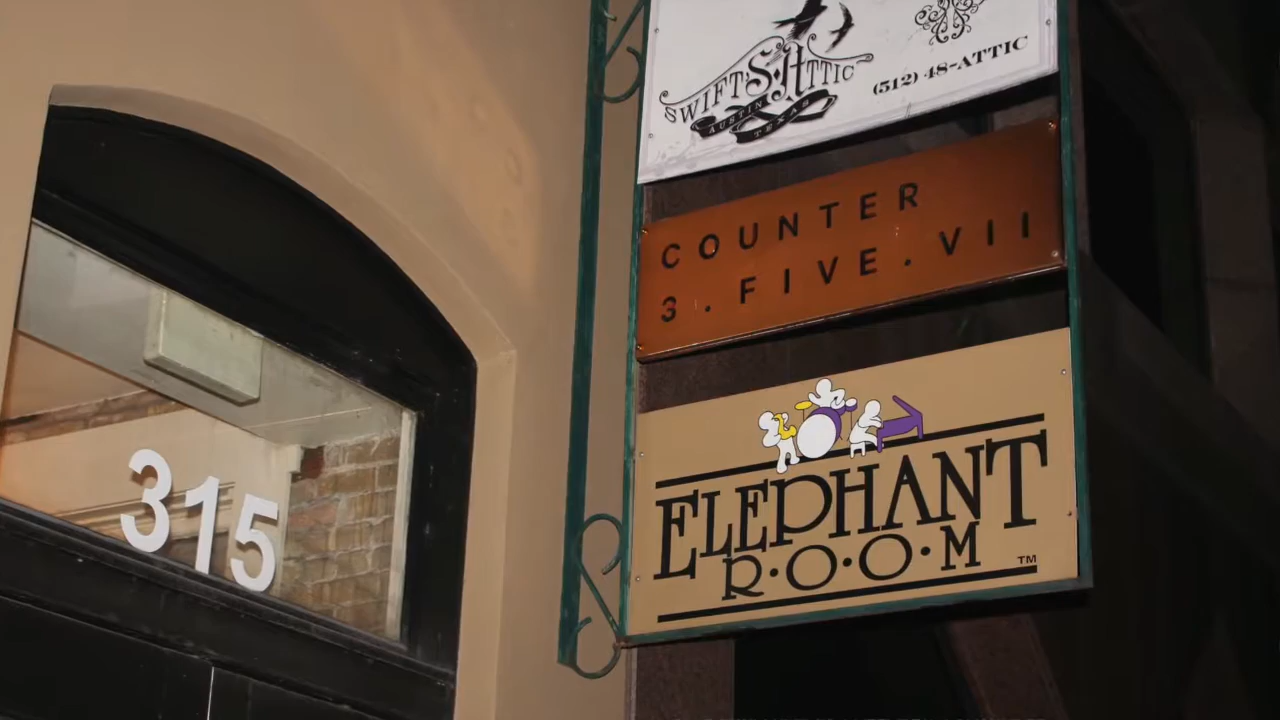 SWIFT'S ATTIC
AUSTIN
TEXAS
(512) 48-ATTIC
COUNTER
3. FIVE. VII
ELEPHANT
R·O·O·M
TM
315